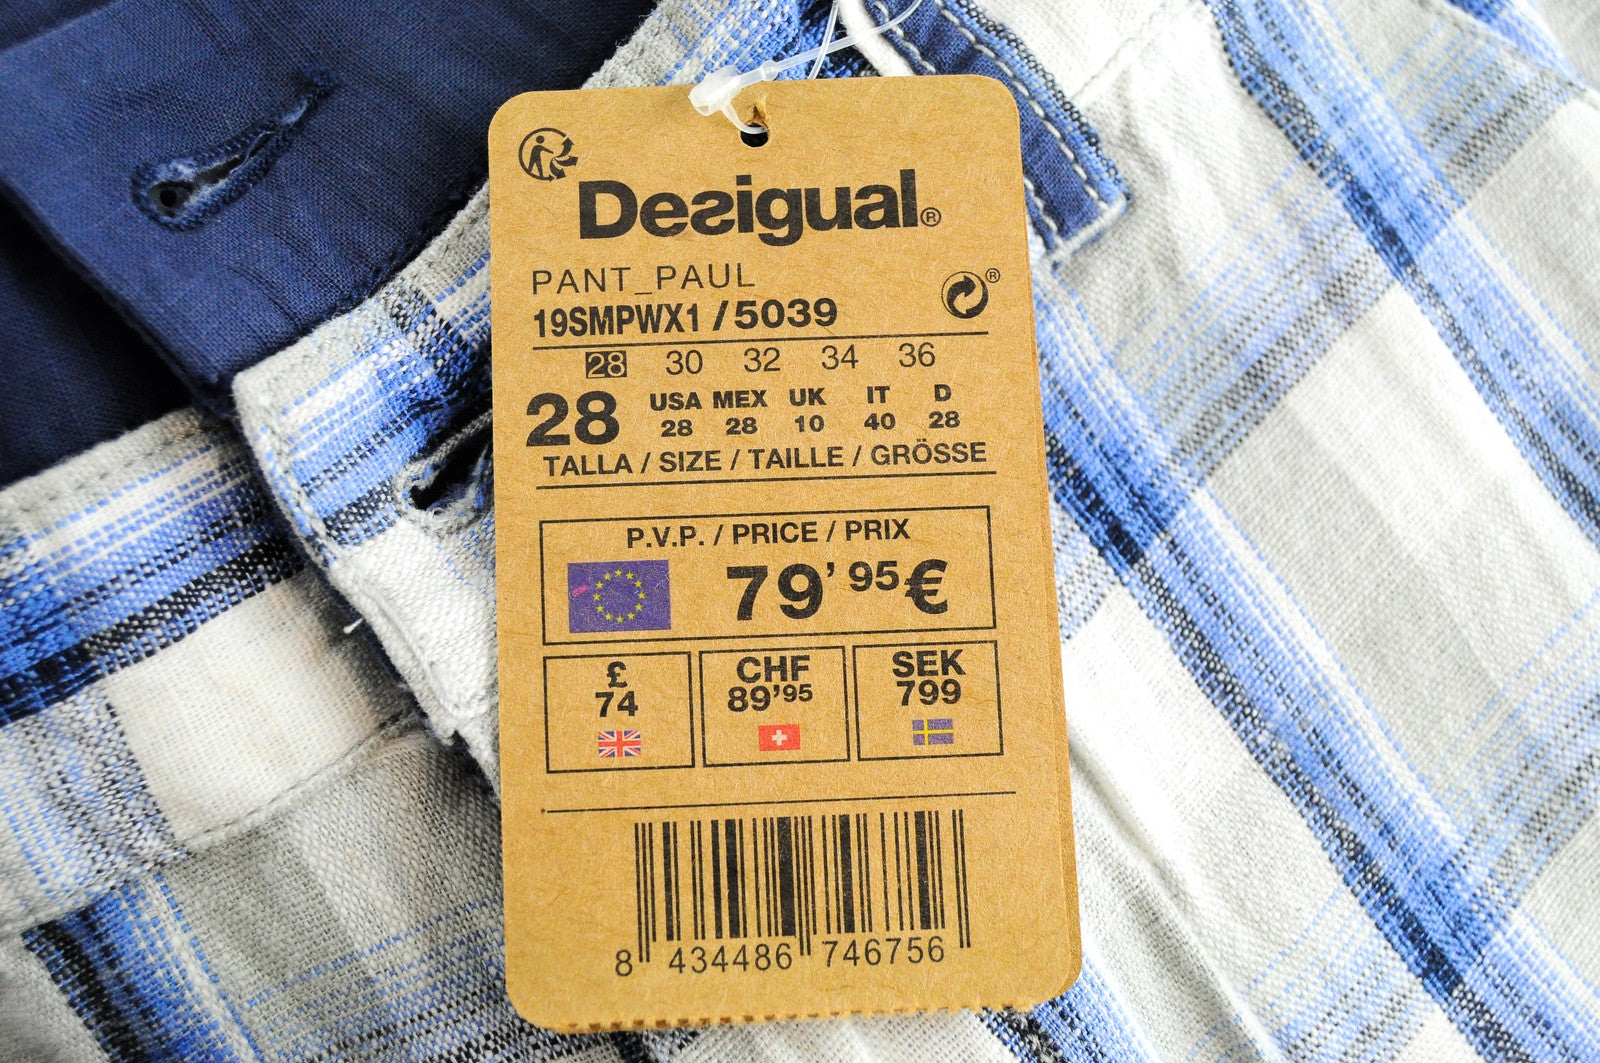 Desigual®
PANT_PAUL
®
19SMPWX1 / 5039
28 30 32 34 36
28
USA MEX UK IT D
28 28 10 40 28
TALLA / SIZE / TAILLE / GRÖSSE
P.V.P. / PRICE / PRIX
79'95€
£ CHF SEK
74 89'95 799
8 434486 746756